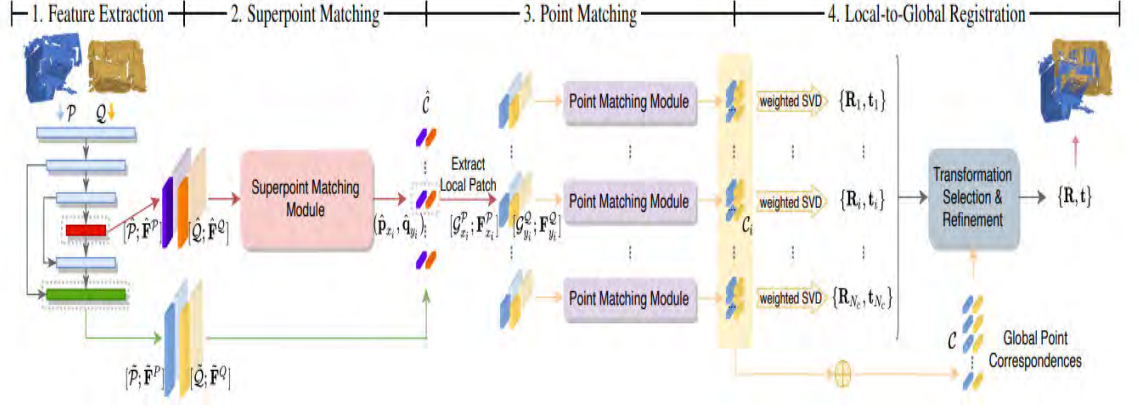 1. Feature Extraction
2. Superpoint Matching
3. Point Matching
4. Local-to-Global Registration
𝒫 𝒬
[𝒫̂; F̂^P] [𝒬̂; F̂^Q]
Superpoint Matching
Module
𝒞̂
(p̂_{x_i}, q̂_{y_i})
Extract
Local Patch
[𝒢^𝒫_{x_i}; F^𝒫_{x_i}] [𝒢^𝒬_{y_i}; F^𝒬_{y_i}]
Point Matching Module
Point Matching Module
Point Matching Module
𝒞_i
weighted SVD
weighted SVD
weighted SVD
{R_1, t_1}
{R_i, t_i}
{R_{N_c}, t_{N_c}}
Transformation
Selection &
Refinement
{R, t}
𝒞
Global Point
Correspondences
[𝒫̃; F̃^P] [𝒬̃; F̃^Q]